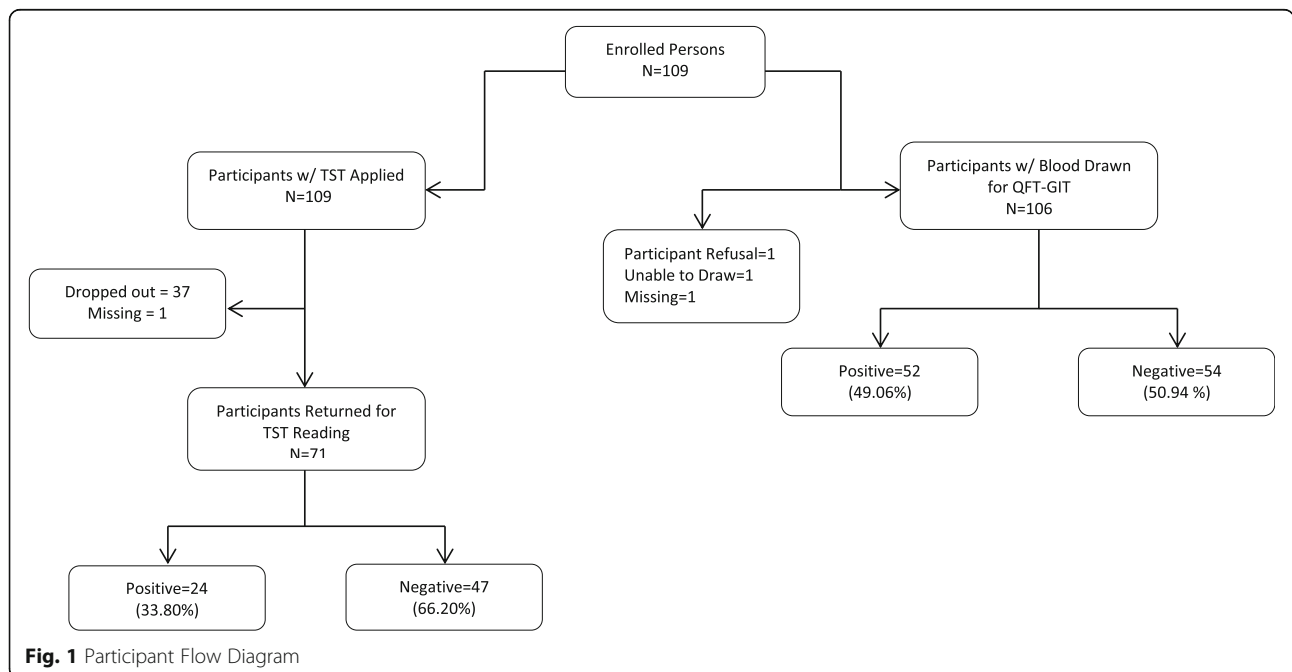 Enrolled Persons
N=109
Participants w/ TST Applied
N=109
Participants w/ Blood Drawn
for QFT-GIT
N=106
Participant Refusal=1
Unable to Draw=1
Missing=1
Dropped out = 37
Missing = 1
Positive=52
(49.06%)
Negative=54
(50.94 %)
Participants Returned for
TST Reading
N=71
Positive=24
(33.80%)
Negative=47
(66.20%)
Fig. 1 Participant Flow Diagram